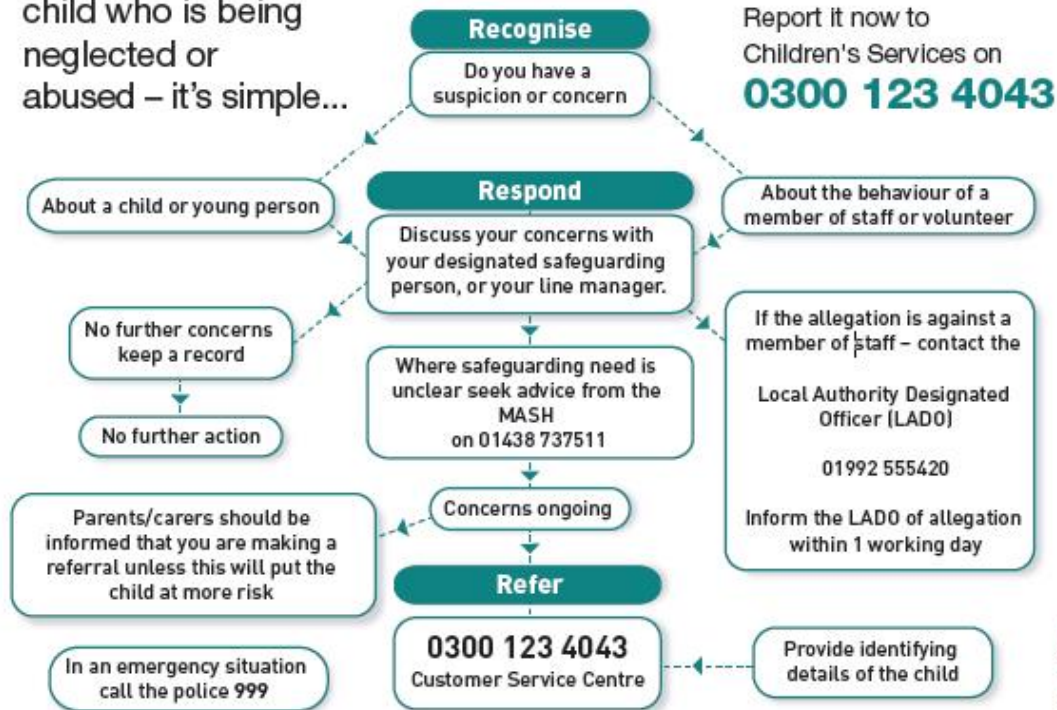 child who is being
neglected or
abused – it's simple...
Report it now to
Children's Services on
0300 123 4043
Recognise
Do you have a
suspicion or concern
About a child or young person
About the behaviour of a
member of staff or volunteer
Respond
Discuss your concerns with
your designated safeguarding
person, or your line manager.
No further concerns
keep a record
No further action
Where safeguarding need is
unclear seek advice from the
MASH
on 01438 737511
If the allegation is against a
member of staff – contact the
Local Authority Designated
Officer (LADO)
01992 555420
Inform the LADO of allegation
within 1 working day
Concerns ongoing
Parents/carers should be
informed that you are making a
referral unless this will put the
child at more risk
Refer
0300 123 4043
Customer Service Centre
Provide identifying
details of the child
In an emergency situation
call the police 999